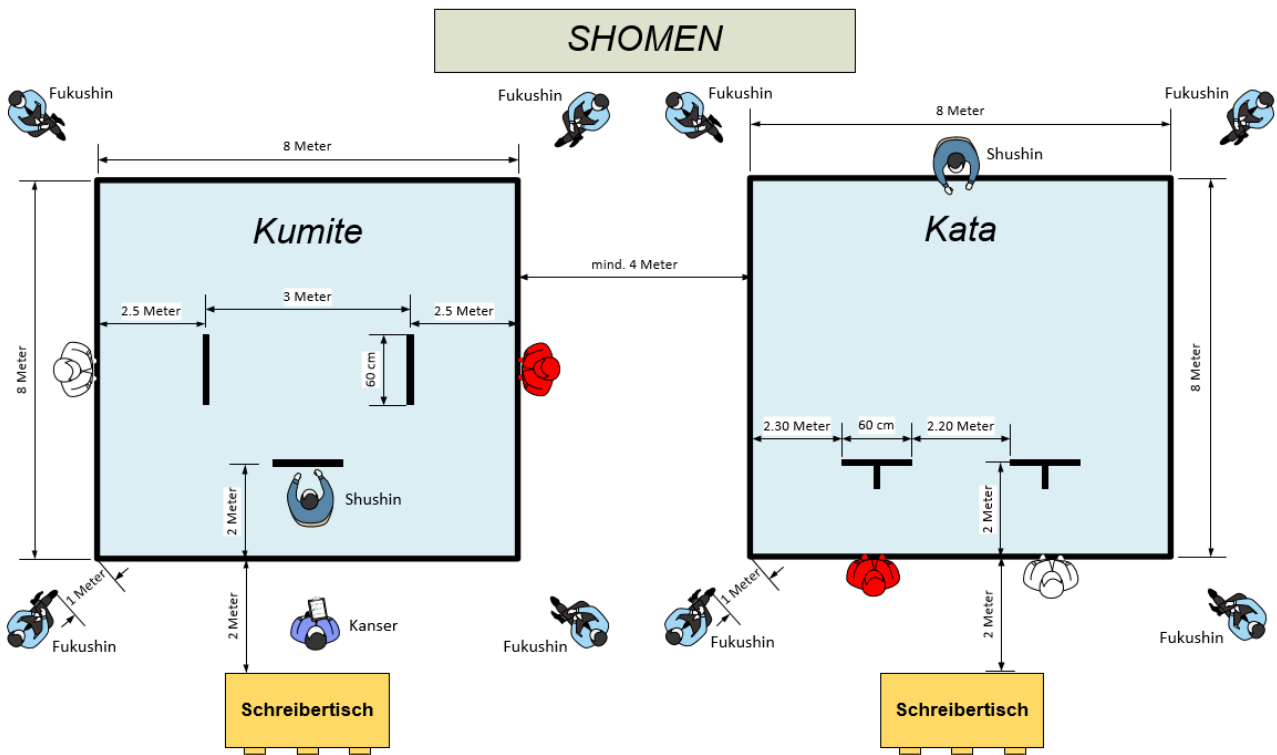 SHOMEN
Fukushin
Fukushin
Fukushin
Fukushin
8 Meter
8 Meter
Shushin
Kumite
Kata
mind. 4 Meter
3 Meter
2.5 Meter
2.5 Meter
8 Meter
60 cm
8 Meter
2.30 Meter
60 cm
2.20 Meter
Shushin
2 Meter
2 Meter
1 Meter
1 Meter
2 Meter
2 Meter
Kanser
Fukushin
Fukushin
Fukushin
Fukushin
Schreibertisch
Schreibertisch